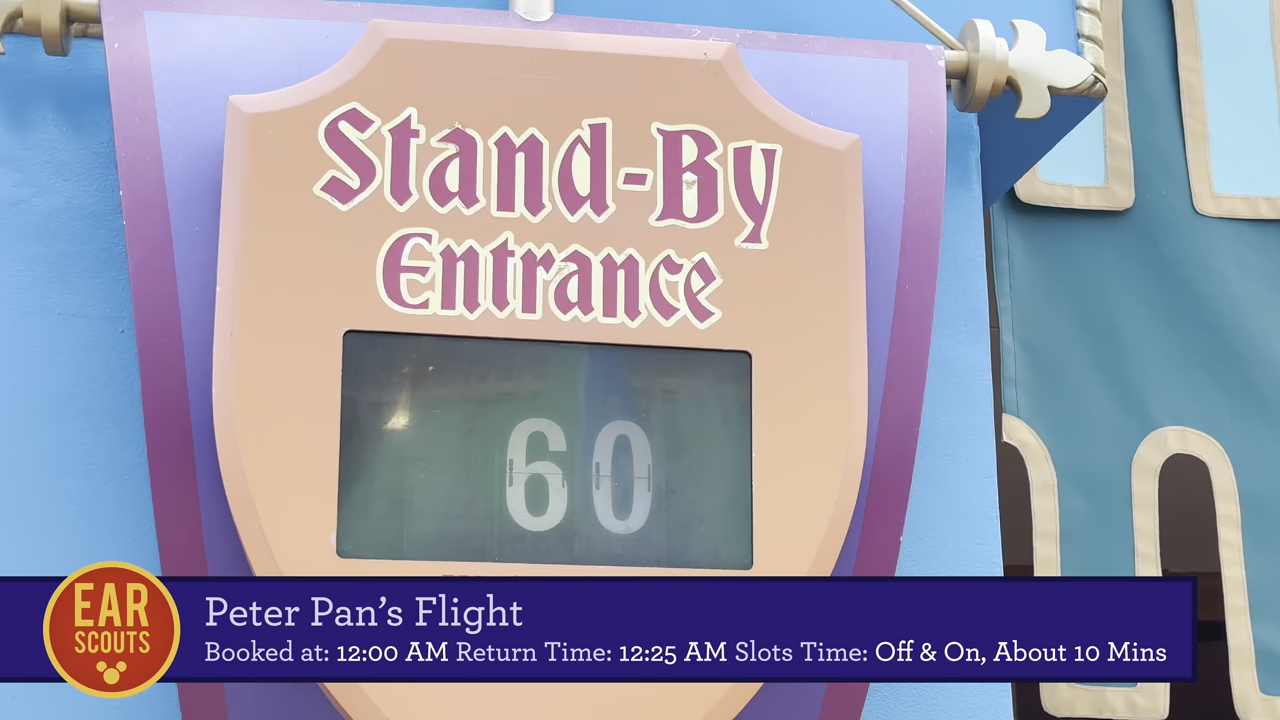 Stand-By
Entrance
60
EAR
SCOUTS
Peter Pan's Flight
Booked at: 12:00 AM Return Time: 12:25 AM Slots Time: Off & On, About 10 Mins